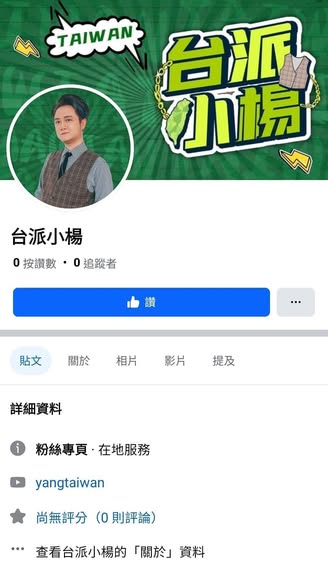 TAIWAN
台派
小楊
台派小楊
0 按讚數 · 0 追蹤者
讚
貼文 關於 相片 影片 提及
詳細資料
粉絲專頁 · 在地服務
yangtaiwan
尚無評分（0 則評論）
查看台派小楊的「關於」資料